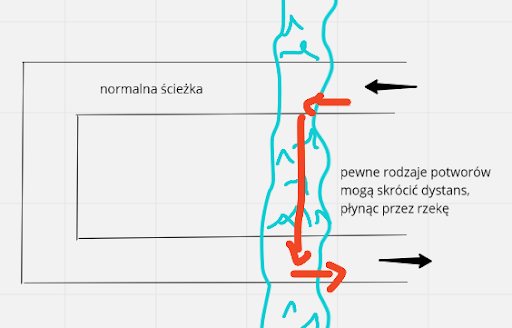 normalna ścieżka
pewne rodzaje potworów
mogą skrócić dystans,
płynąc przez rzekę